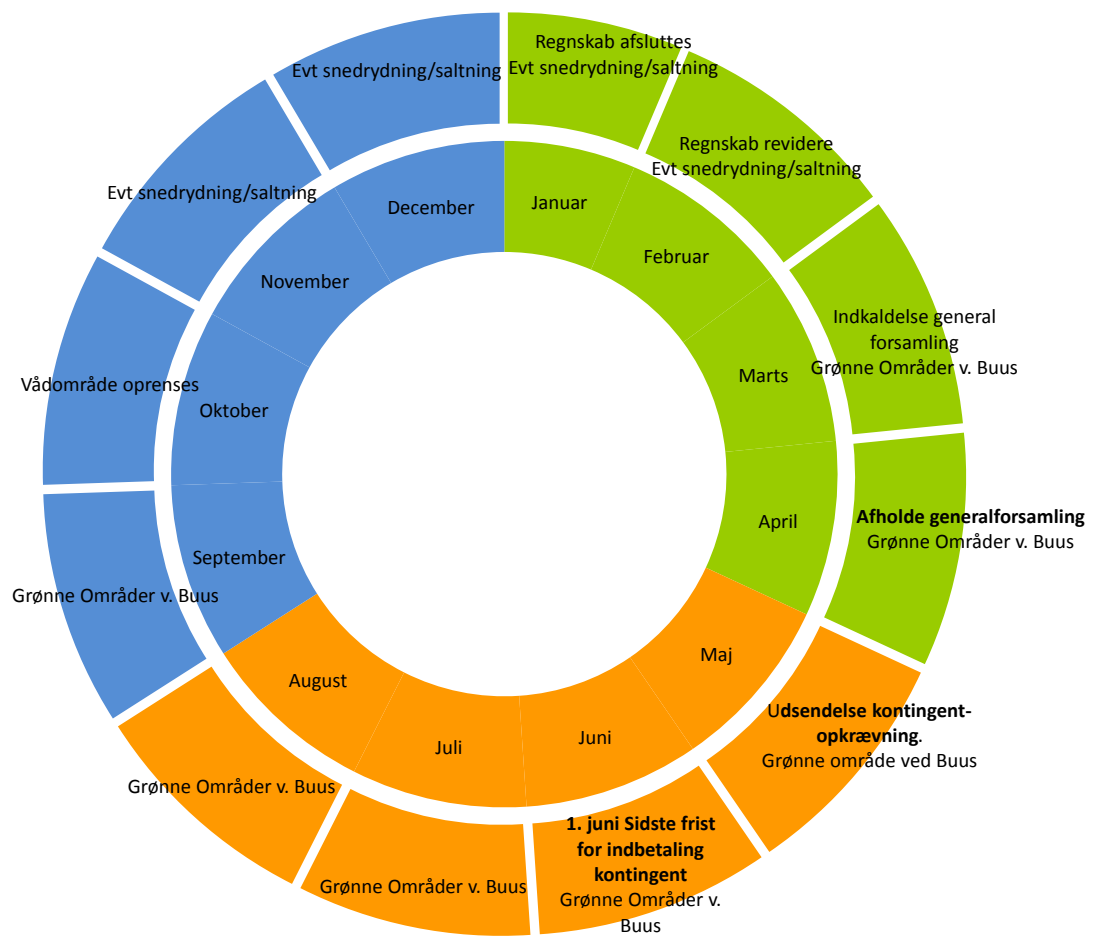 Regnskab afsluttes
Evt snedrydning/saltning
Januar
Regnskab revidere
Evt snedrydning/saltning
Februar
Indkaldelse general
forsamling
Grønne Områder v. Buus
Marts
Afholde generalforsamling
Grønne Områder v. Buus
April
Udsendelse kontingent-
opkrævning.
Grønne område ved Buus
Maj
1. juni Sidste frist
for indbetaling
kontingent
Grønne Områder v.
Buus
Juni
Grønne Områder v. Buus
Juli
Grønne Områder v. Buus
August
Grønne Områder v. Buus
September
Vådområde oprenses
Oktober
Evt snedrydning/saltning
November
Evt snedrydning/saltning
December